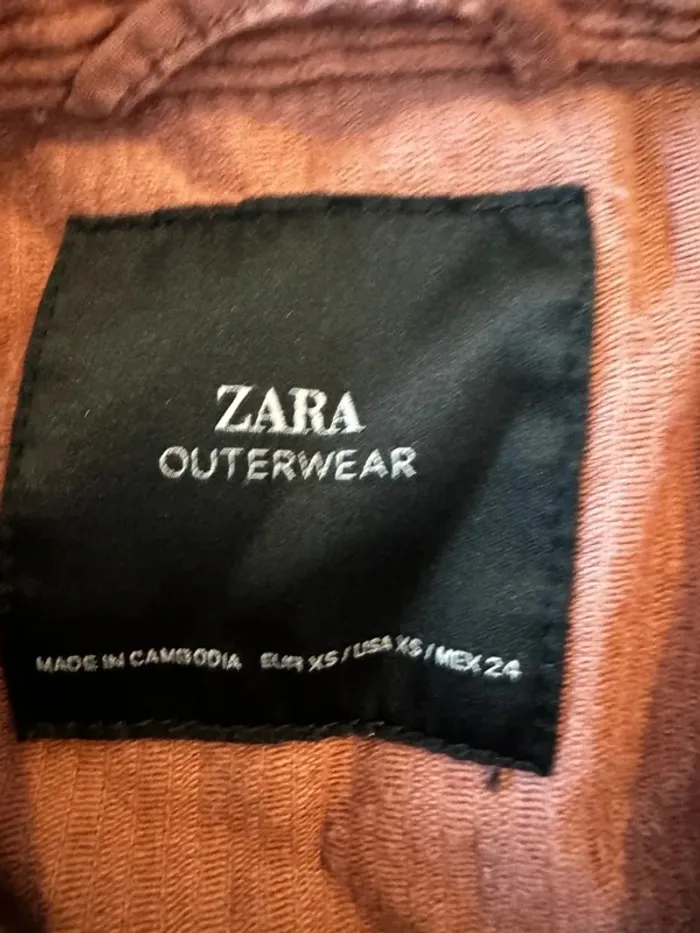 ZARA
OUTERWEAR
MADE IN CAMBODIA EUR XS / USA XS / MEX 24